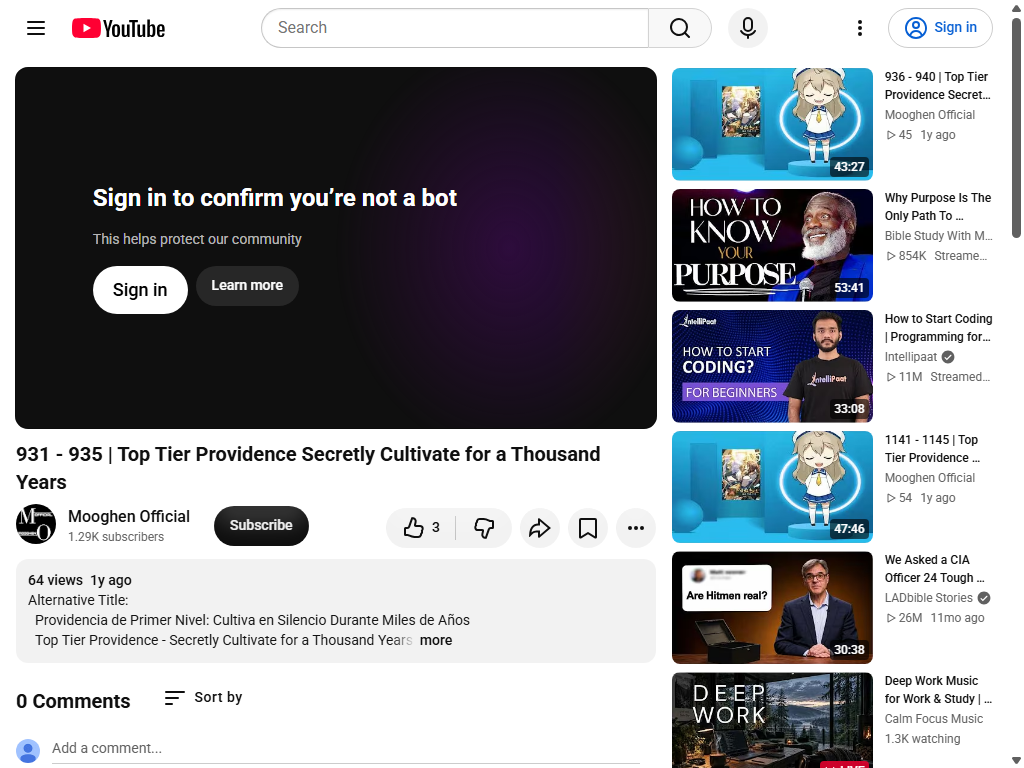 YouTube
Search
Sign in
Sign in to confirm you’re not a bot
This helps protect our community
Sign in
Learn more
931 - 935 | Top Tier Providence Secretly Cultivate for a Thousand
Years
Mooghen Official
1.29K subscribers
Subscribe
3
64 views 1y ago
Alternative Title:
Providencia de Primer Nivel: Cultiva en Silencio Durante Miles de Años
Top Tier Providence - Secretly Cultivate for a Thousand Years more
0 Comments
Sort by
Add a comment...
43:27
936 - 940 | Top Tier
Providence Secret...
Mooghen Official
45 1y ago
HOW TO
KNOW
YOUR
PURPOSE
53:41
Why Purpose Is The
Only Path To ...
Bible Study With M...
854K Streame...
IntelliPaat
HOW TO START
CODING?
FOR BEGINNERS
IntelliPaat
33:08
How to Start Coding
| Programming for...
Intellipaat
11M Streamed...
47:46
1141 - 1145 | Top
Tier Providence ...
Mooghen Official
54 1y ago
Are Hitmen real?
30:38
We Asked a CIA
Officer 24 Tough ...
LADbible Stories
26M 11mo ago
DEEP
WORK
LIVE
Deep Work Music
for Work & Study | ...
Calm Focus Music
1.3K watching